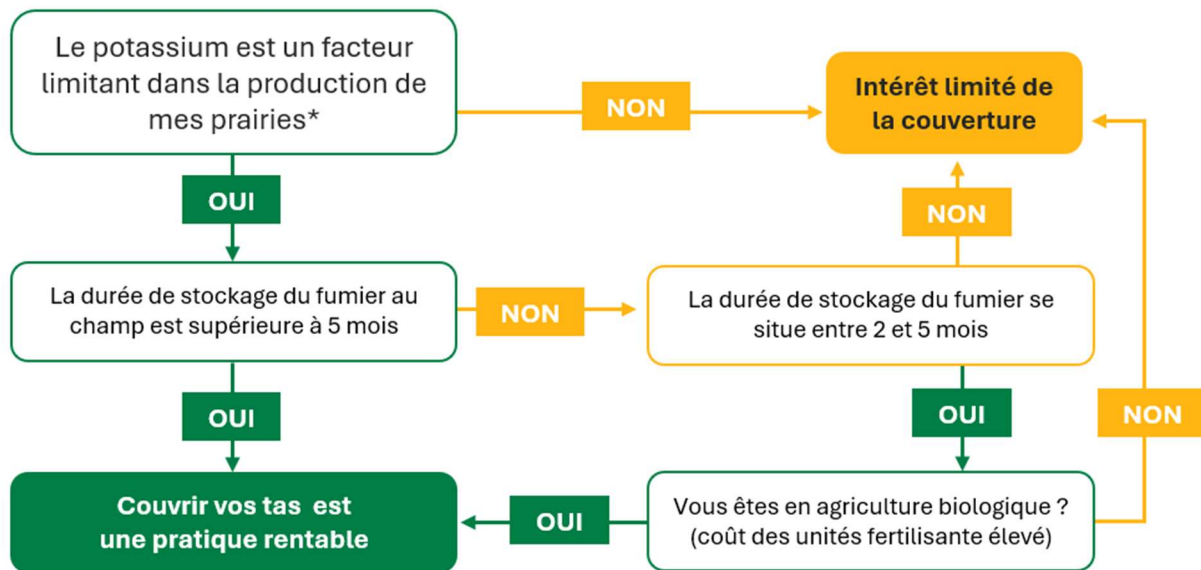 Le potassium est un facteur
limitant dans la production de
mes prairies*
NON
Intérêt limité de
la couverture
OUI
NON
La durée de stockage du fumier au
champ est supérieure à 5 mois
NON
La durée de stockage du fumier se
situe entre 2 et 5 mois
OUI
OUI
NON
Couvrir vos tas est
une pratique rentable
OUI
Vous êtes en agriculture biologique ?
(coût des unités fertilisante élevé)